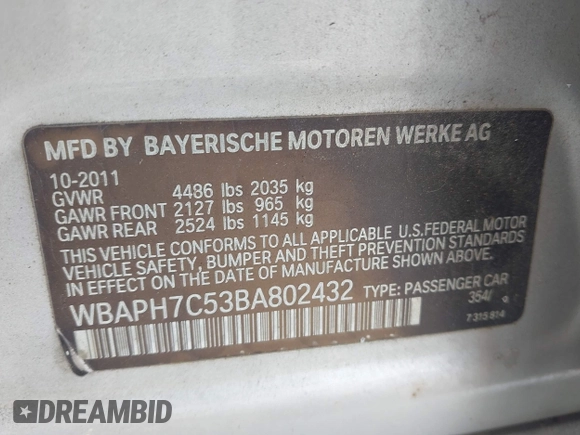 MFD BY BAYERISCHE MOTOREN WERKE AG
10-2011
GVWR 4486 lbs 2035 kg
GAWR FRONT 2127 lbs 965 kg
GAWR REAR 2524 lbs 1145 kg
THIS VEHICLE CONFORMS TO ALL APPLICABLE U.S.FEDERAL MOTOR
VEHICLE SAFETY, BUMPER AND THEFT PREVENTION STANDARDS
IN EFFECT ON THE DATE OF MANUFACTURE SHOWN ABOVE.
WBAPH7C53BA802432 TYPE: PASSENGER CAR
354/
7315814
DREAMBID